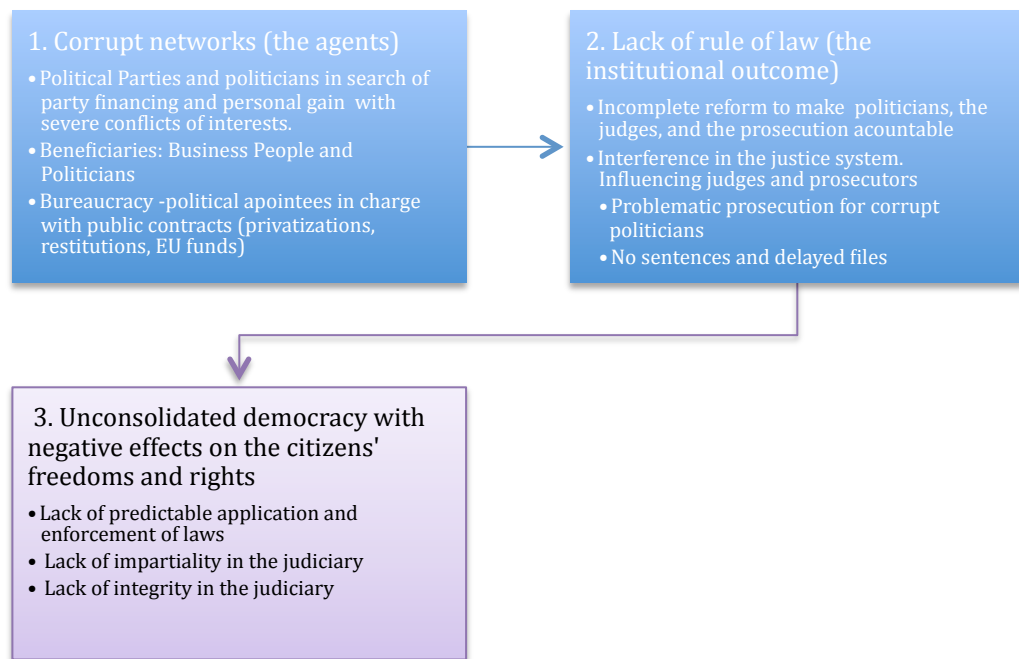 1. Corrupt networks (the agents)
•Political Parties and politicians in search of
party financing and personal gain with
severe conflicts of interests.
•Beneficiaries: Business People and
Politicians
•Bureaucracy -political apointees in charge
with public contracts (privatizations,
restitutions, EU funds)
2. Lack of rule of law (the
institutional outcome)
•Incomplete reform to make politicians, the
judges, and the prosecution acountable
•Interference in the justice system.
Influencing judges and prosecutors
•Problematic prosecution for corrupt
politicians
•No sentences and delayed files
3. Unconsolidated democracy with
negative effects on the citizens'
freedoms and rights
•Lack of predictable application and
enforcement of laws
• Lack of impartiality in the judiciary
• Lack of integrity in the judiciary